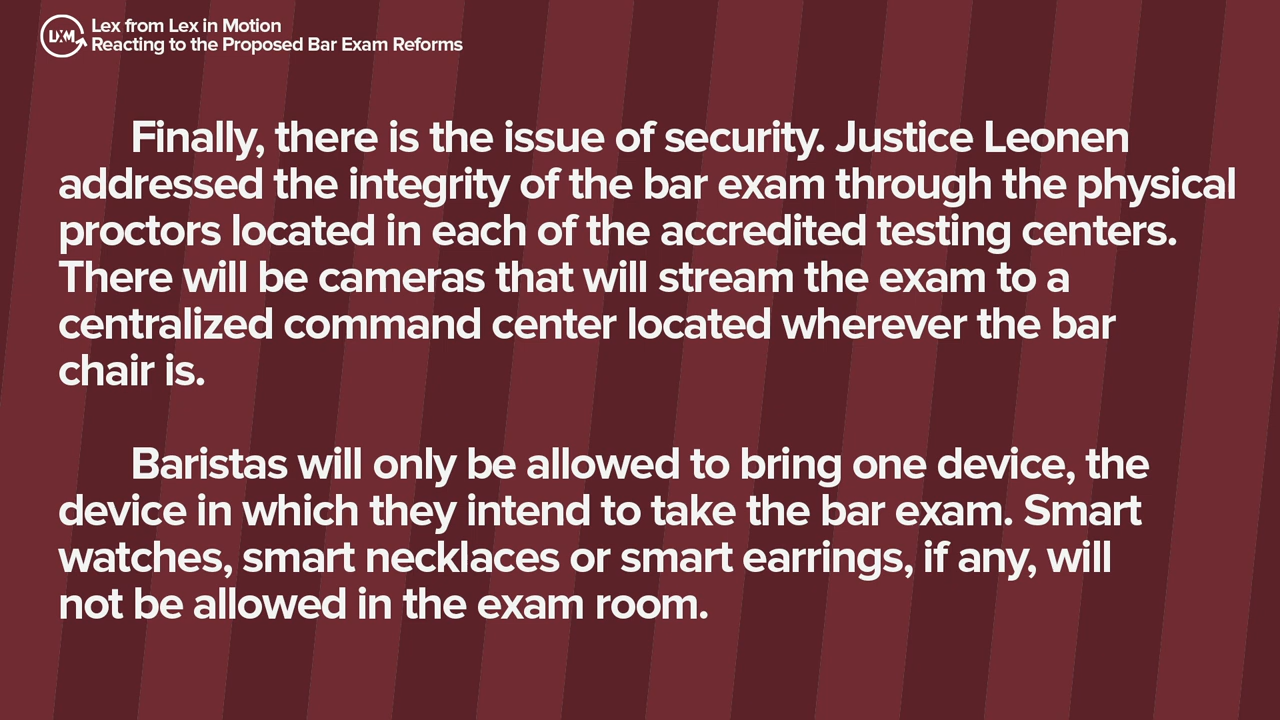 LXM
Lex from Lex in Motion
Reacting to the Proposed Bar Exam Reforms
Finally, there is the issue of security. Justice Leonen
addressed the integrity of the bar exam through the physical
proctors located in each of the accredited testing centers.
There will be cameras that will stream the exam to a
centralized command center located wherever the bar
chair is.
Baristas will only be allowed to bring one device, the
device in which they intend to take the bar exam. Smart
watches, smart necklaces or smart earrings, if any, will
not be allowed in the exam room.